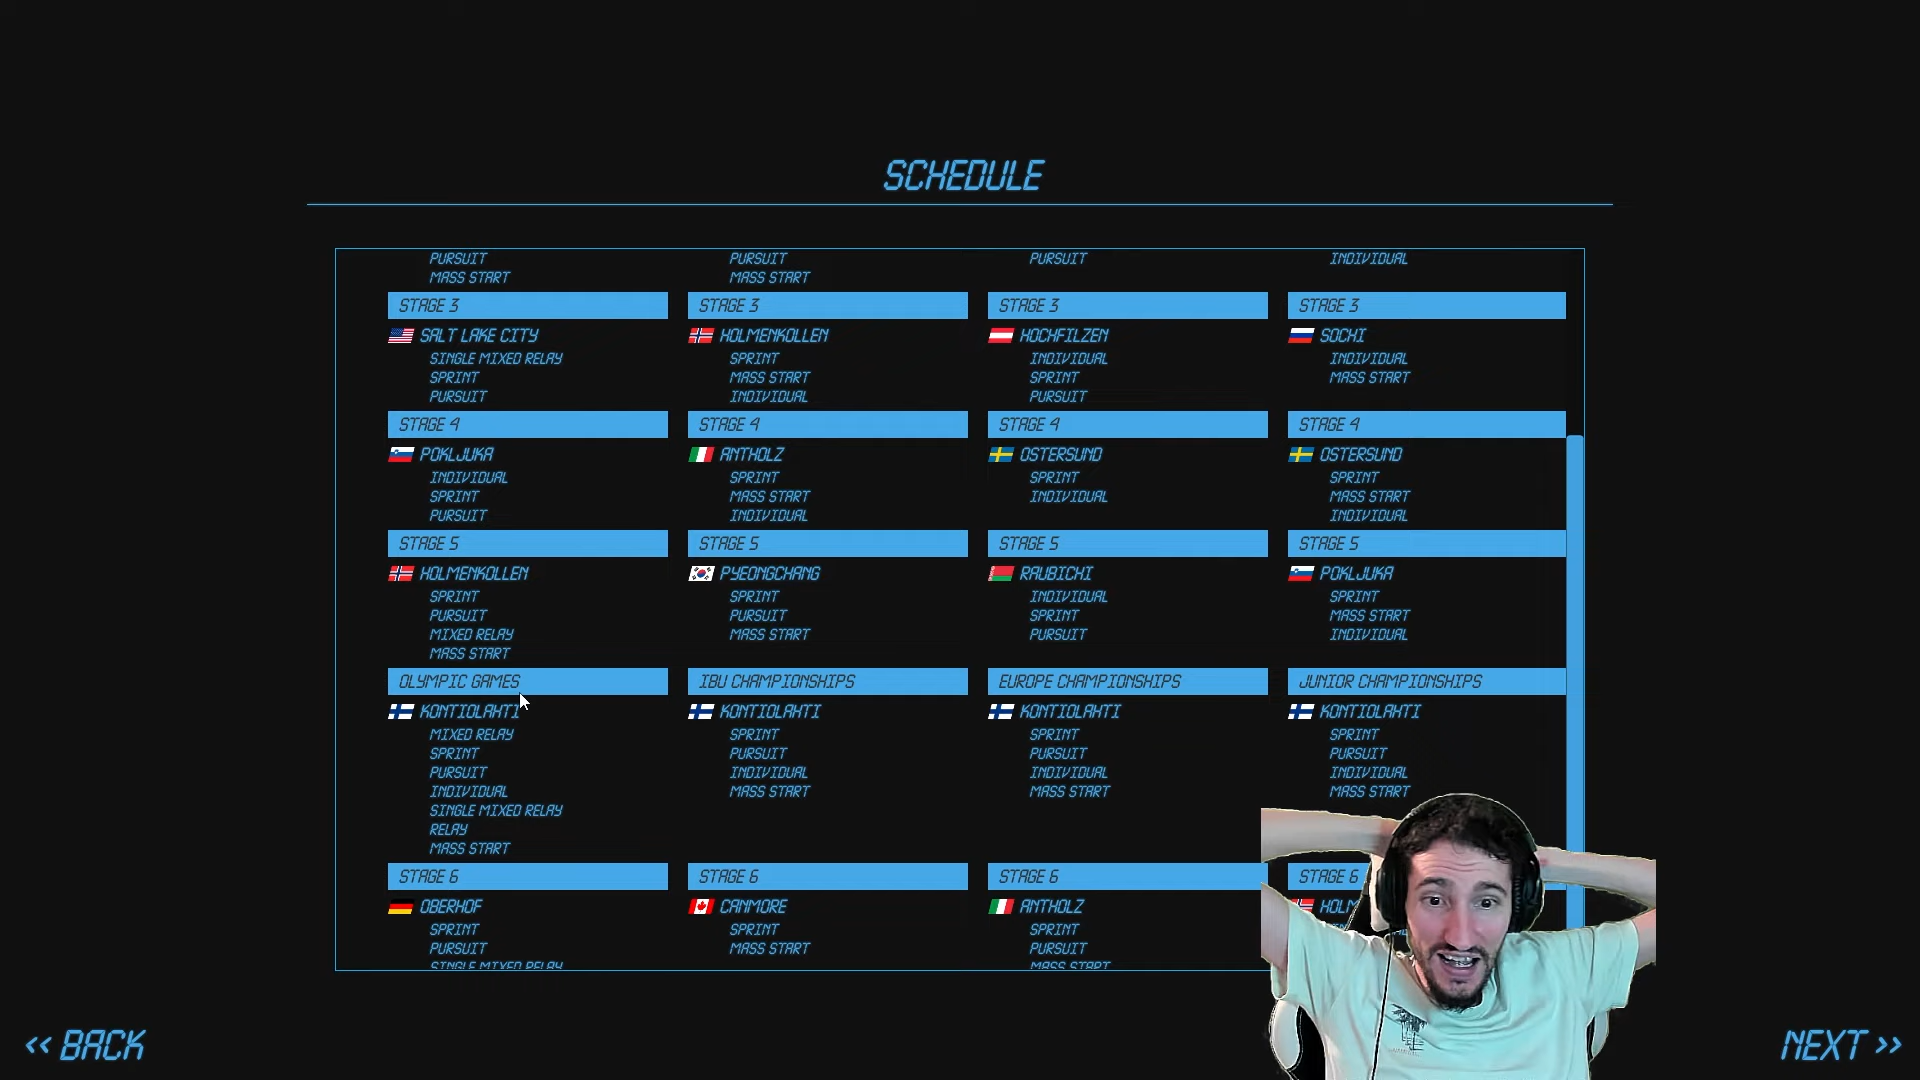 SCHEDULE
PURSUIT
MASS START
STAGE 3
SALT LAKE CITY
SINGLE MIXED RELAY
SPRINT
PURSUIT
STAGE 4
POKLJUKA
INDIVIDUAL
SPRINT
PURSUIT
STAGE 5
HOLMENKOLLEN
SPRINT
PURSUIT
MIXED RELAY
MASS START
OLYMPIC GAMES
KONTIOLAHTI
MIXED RELAY
SPRINT
PURSUIT
INDIVIDUAL
SINGLE MIXED RELAY
RELAY
MASS START
STAGE 6
OBERHOF
SPRINT
PURSUIT
SINGLE MIXED RELAY
PURSUIT
MASS START
STAGE 3
HOLMENKOLLEN
SPRINT
MASS START
INDIVIDUAL
STAGE 4
ANTHOLZ
SPRINT
MASS START
INDIVIDUAL
STAGE 5
PYEONGCHANG
SPRINT
PURSUIT
MASS START
IBU CHAMPIONSHIPS
KONTIOLAHTI
SPRINT
PURSUIT
INDIVIDUAL
MASS START
STAGE 6
CANMORE
SPRINT
MASS START
PURSUIT
STAGE 3
HOCHFILZEN
INDIVIDUAL
SPRINT
PURSUIT
STAGE 4
OSTERSUND
SPRINT
INDIVIDUAL
STAGE 5
RAUBICHI
INDIVIDUAL
SPRINT
PURSUIT
EUROPE CHAMPIONSHIPS
KONTIOLAHTI
SPRINT
PURSUIT
INDIVIDUAL
MASS START
STAGE 6
ANTHOLZ
SPRINT
PURSUIT
MASS START
INDIVIDUAL
STAGE 3
SOCHI
INDIVIDUAL
MASS START
STAGE 4
OSTERSUND
SPRINT
MASS START
INDIVIDUAL
STAGE 5
POKLJUKA
SPRINT
MASS START
INDIVIDUAL
JUNIOR CHAMPIONSHIPS
KONTIOLAHTI
SPRINT
PURSUIT
INDIVIDUAL
MASS START
STAGE 6
HOLM
<< BACK
NEXT >>